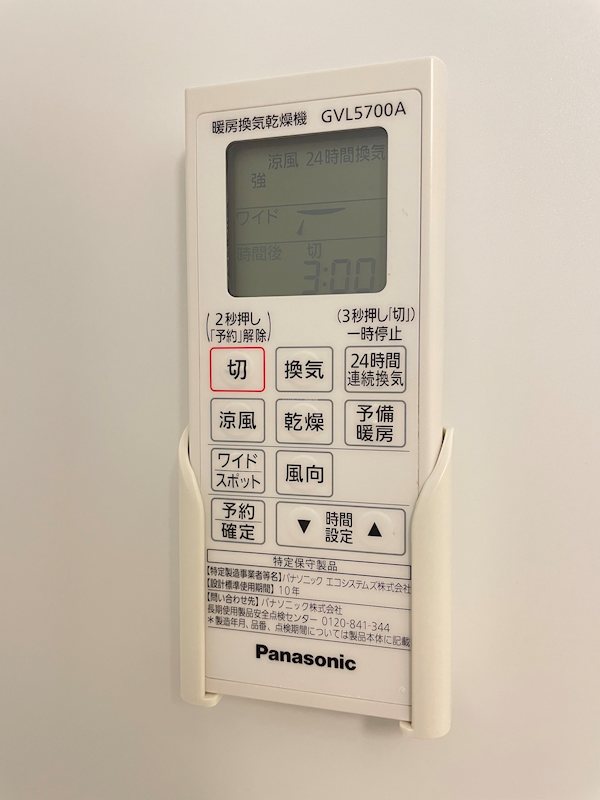 暖房換気乾燥機 GVL5700A
涼風 24時間換気
強
ワイド
時間後 切
3:00
(2秒押し「予約」解除)
(3秒押し「切」)
一時停止
切 換気 24時間連続換気
涼風 乾燥 予備暖房
ワイド
スポット
風向
予約
確定
▼ 時間設定 ▲
特定保守製品
【特定製造事業者等名】パナソニック エコシステムズ株式会社
【設計標準使用期間】10年
【問い合わせ先】パナソニック株式会社
長期使用製品安全点検センター 0120-841-344
＊製造年月、品番、点検期間については製品本体に記載
Panasonic